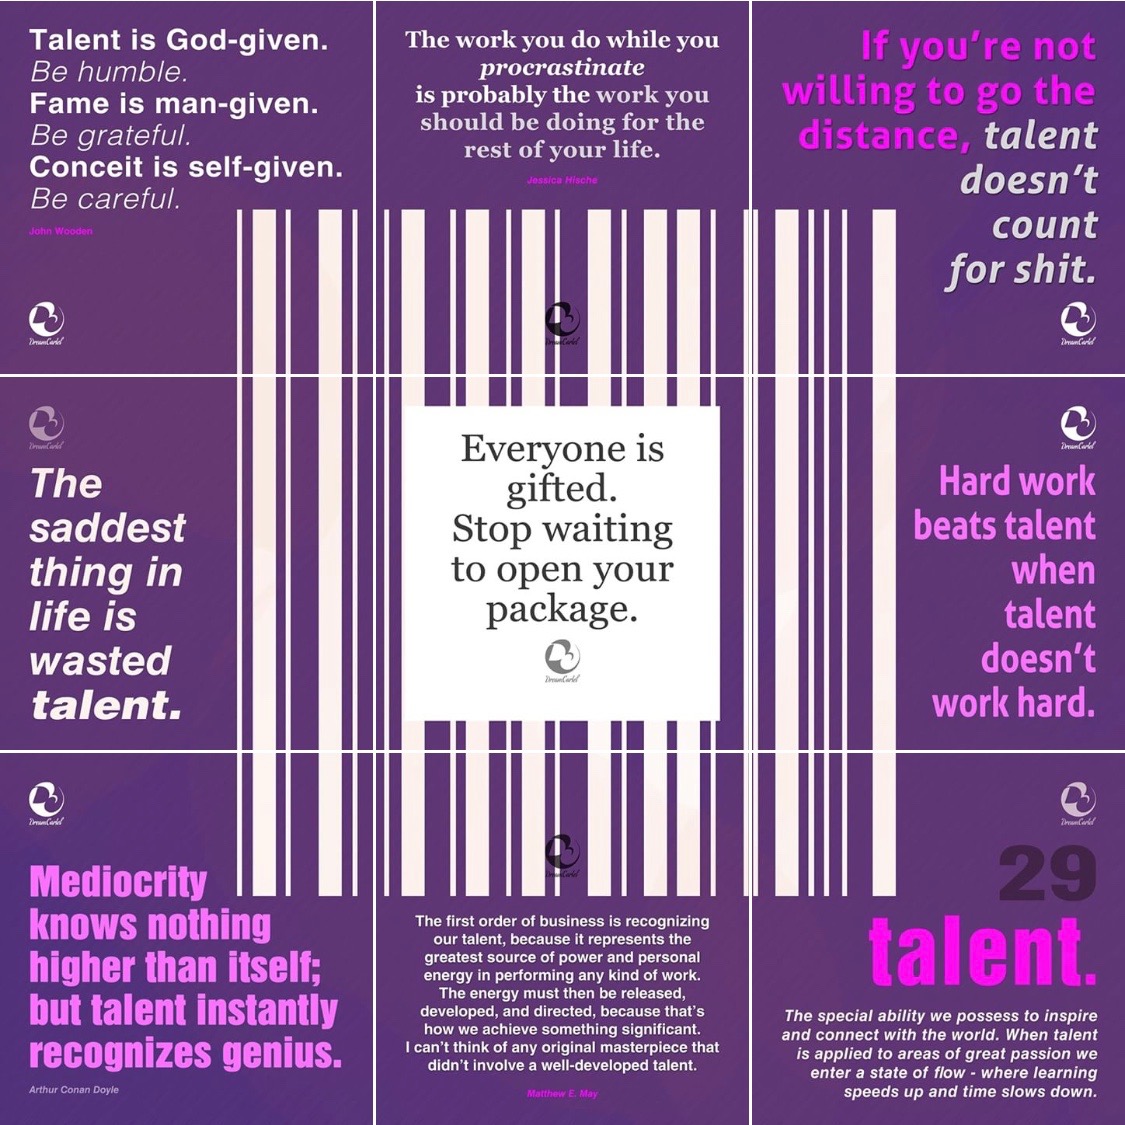 Talent is God-given.
Be humble.
Fame is man-given.
Be grateful.
Conceit is self-given.
Be careful.
John Wooden
DreamCartel
The work you do while you
procrastinate
is probably the work you
should be doing for the
rest of your life.
Jessica Hische
DreamCartel
If you're not
willing to go the
distance, talent
doesn't
count
for shit.
DreamCartel
DreamCartel
The
saddest
thing in
life is
wasted
talent.
Everyone is
gifted.
Stop waiting
to open your
package.
DreamCartel
DreamCartel
Hard work
beats talent
when
talent
doesn't
work hard.
DreamCartel
Mediocrity
knows nothing
higher than itself;
but talent instantly
recognizes genius.
Arthur Conan Doyle
DreamCartel
The first order of business is recognizing
our talent, because it represents the
greatest source of power and personal
energy in performing any kind of work.
The energy must then be released,
developed, and directed, because that's
how we achieve something significant.
I can't think of any original masterpiece that
didn't involve a well-developed talent.
Matthew E. May
DreamCartel
29
talent.
The special ability we possess to inspire
and connect with the world. When talent
is applied to areas of great passion we
enter a state of flow - where learning
speeds up and time slows down.